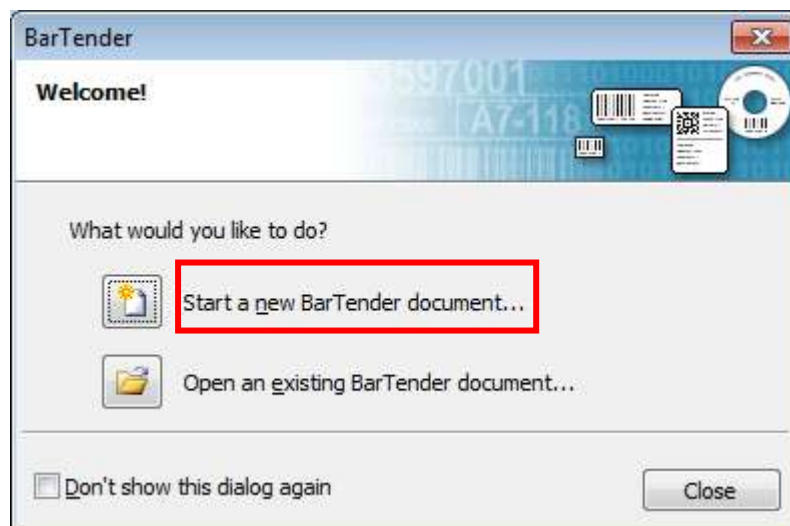 BarTender
Welcome!
A7-118
What would you like to do?
Start a new BarTender document...
Open an existing BarTender document...
Don't show this dialog again
Close